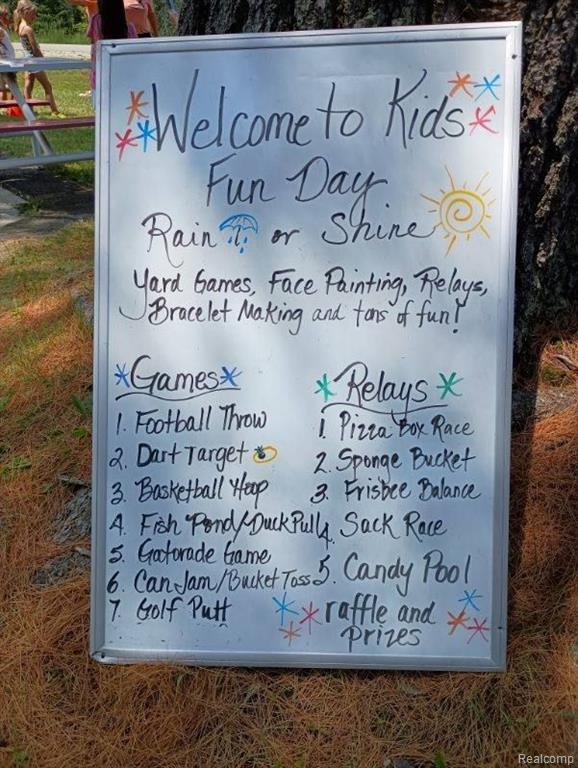 Welcome to Kids
Fun Day
Rain or Shine
Yard Games, Face Painting, Relays,
Bracelet Making and tons of fun!
Games
1. Football Throw
2. Dart Target
3. Basketball Hoop
4. Fish Pond/Duck Pull
5. Gatorade Game
6. Can Jam/Bucket Toss
7. Golf Putt
Relays
1. Pizza Box Race
2. Sponge Bucket
3. Frisbee Balance
4. Sack Race
5. Candy Pool
raffle and
prizes
Realcomp